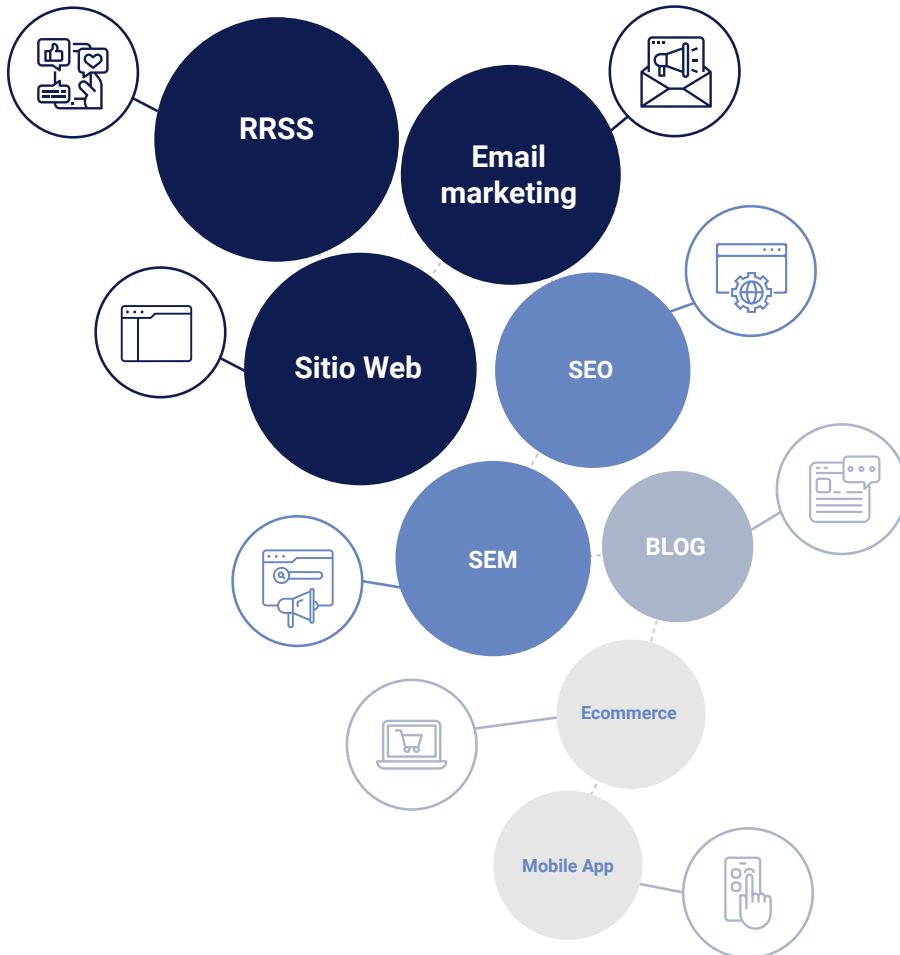 RRSS
Email
marketing
Sitio Web
SEO
SEM
BLOG
Ecommerce
Mobile App